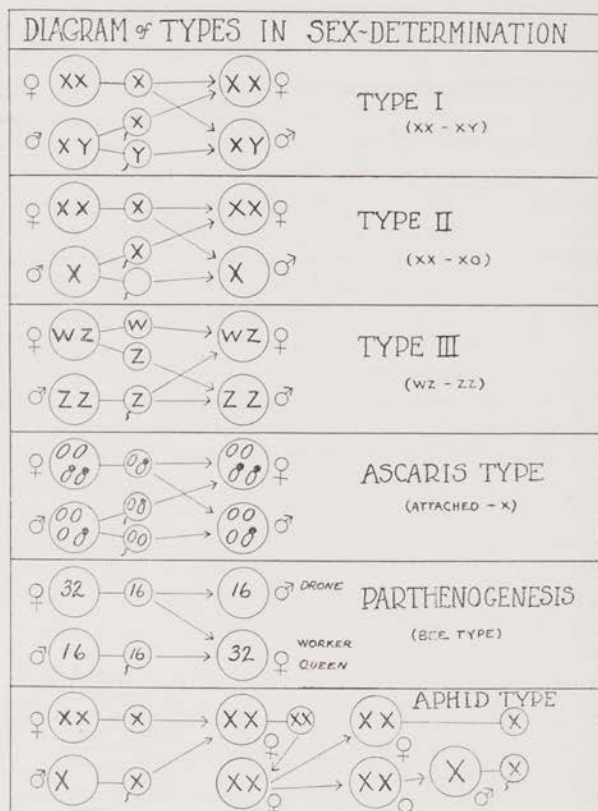 DIAGRAM of TYPES IN SEX-DETERMINATION
♀ XX X XX ♀
TYPE I
(XX - XY)
X
♂ XY Y XY ♂
♀ XX X XX ♀
TYPE II
(XX - XO)
X
♂ X X ♂
♀ WZ W WZ ♀
Z
TYPE III
(WZ - ZZ)
♂ ZZ Z ZZ ♂
♀ ♀
ASCARIS TYPE
(ATTACHED - X)
♂ ♂
♀ 32 16 16 ♂ DRONE
PARTHENOGENESIS
(BEE TYPE)
♂ 16 16 32 ♀ WORKER
QUEEN
APHID TYPE
♀ XX X XX ♀ XX XX ♀ X
♂ X X XX ♀ XX ♀ X ♂ X